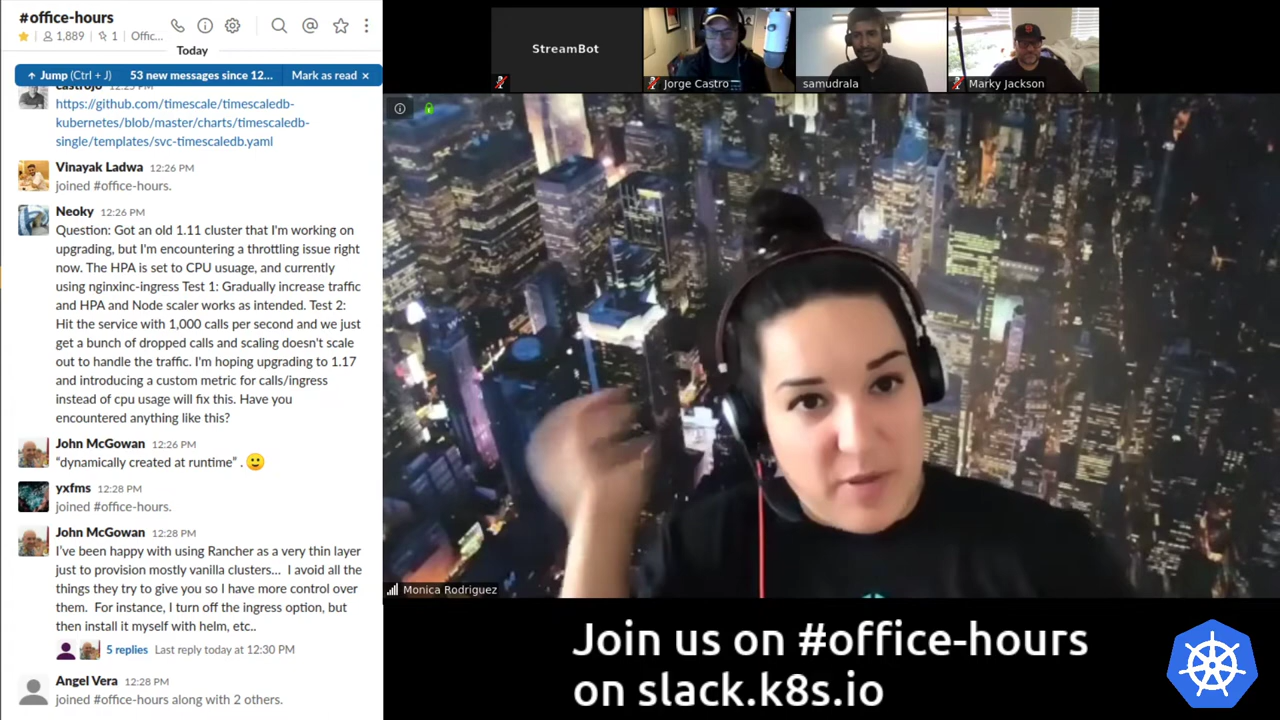 #office-hours
1,889
1
Offic...
Today
Jump (Ctrl + J)
53 new messages since 12...
Mark as read ×
castrojo 12:25 PM
https://github.com/timescale/timescaledb-
kubernetes/blob/master/charts/timescaledb-
single/templates/svc-timescaledb.yaml
Vinayak Ladwa 12:26 PM
joined #office-hours.
Neoky 12:26 PM
Question: Got an old 1.11 cluster that I'm working on
upgrading, but I'm encountering a throttling issue right
now. The HPA is set to CPU usuage, and currently
using nginxinc-ingress Test 1: Gradually increase traffic
and HPA and Node scaler works as intended. Test 2:
Hit the service with 1,000 calls per second and we just
get a bunch of dropped calls and scaling doesn't scale
out to handle the traffic. I'm hoping upgrading to 1.17
and introducing a custom metric for calls/ingress
instead of cpu usage will fix this. Have you
encountered anything like this?
John McGowan 12:26 PM
“dynamically created at runtime” .
yxfms 12:28 PM
joined #office-hours.
John McGowan 12:28 PM
I’ve been happy with using Rancher as a very thin layer
just to provision mostly vanilla clusters... I avoid all the
things they try to give you so I have more control over
them. For instance, I turn off the ingress option, but
then install it myself with helm, etc..
5 replies Last reply today at 12:30 PM
Angel Vera 12:28 PM
joined #office-hours along with 2 others.
StreamBot
Jorge Castro
samudrala
Marky Jackson
Monica Rodriguez
Join us on #office-hours
on slack.k8s.io